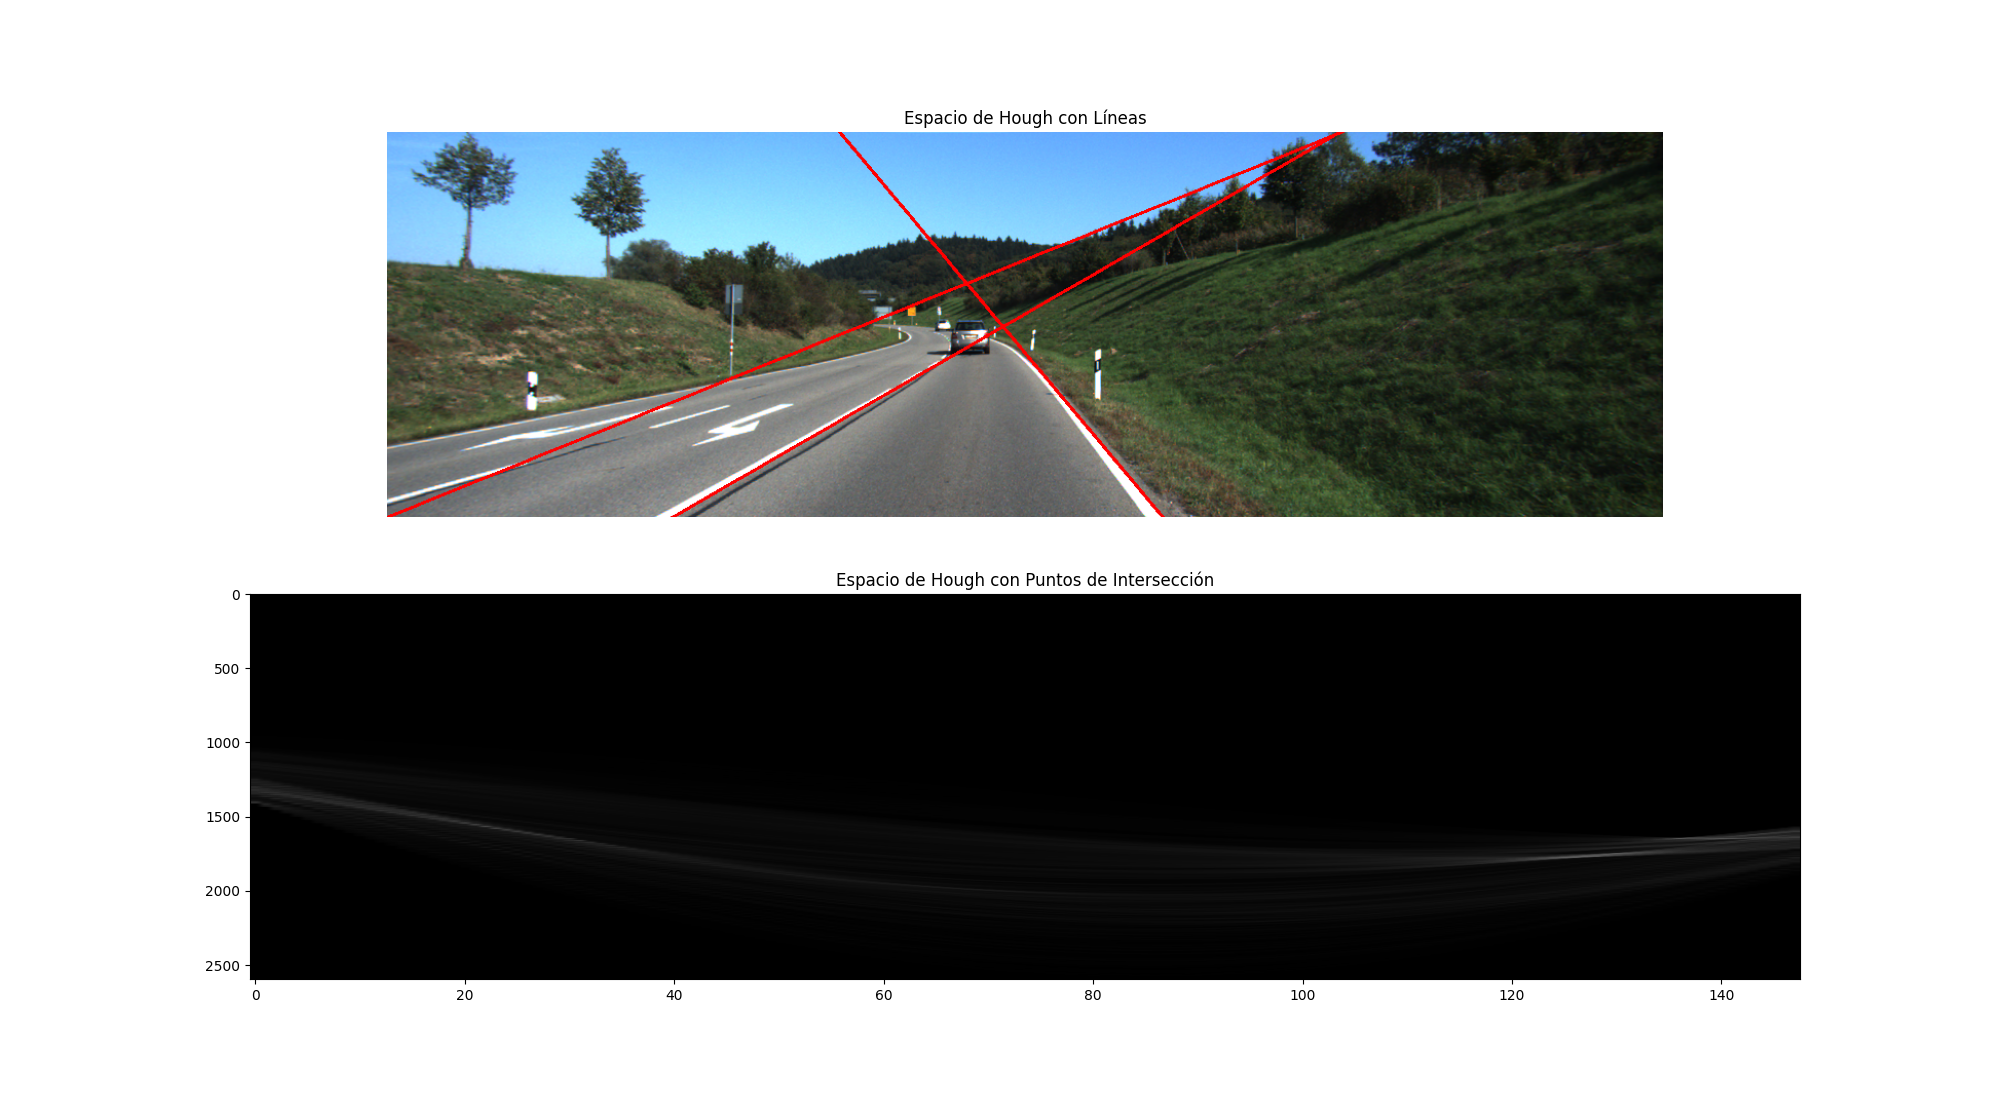 Espacio de Hough con Líneas
Espacio de Hough con Puntos de Intersección
0
500
1000
1500
2000
2500
0 20 40 60 80 100 120 140